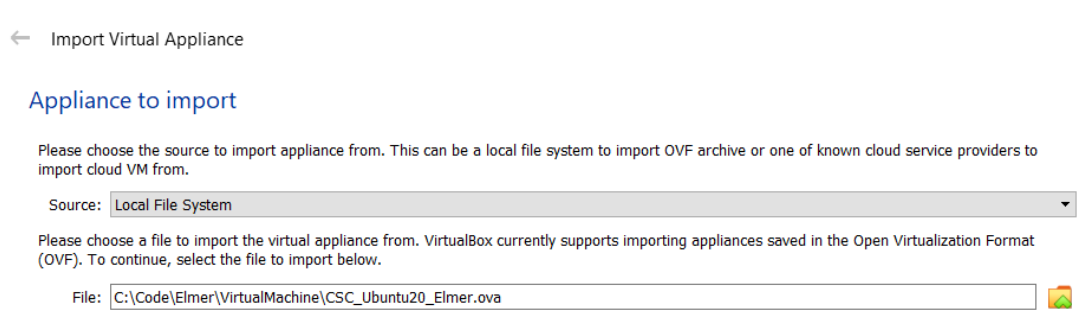 Import Virtual Appliance
Appliance to import
Please choose the source to import appliance from. This can be a local file system to import OVF archive or one of known cloud service providers to
import cloud VM from.
Source: Local File System
Please choose a file to import the virtual appliance from. VirtualBox currently supports importing appliances saved in the Open Virtualization Format
(OVF). To continue, select the file to import below.
File: C:\Code\Elmer\VirtualMachine\CSC_Ubuntu20_Elmer.ova